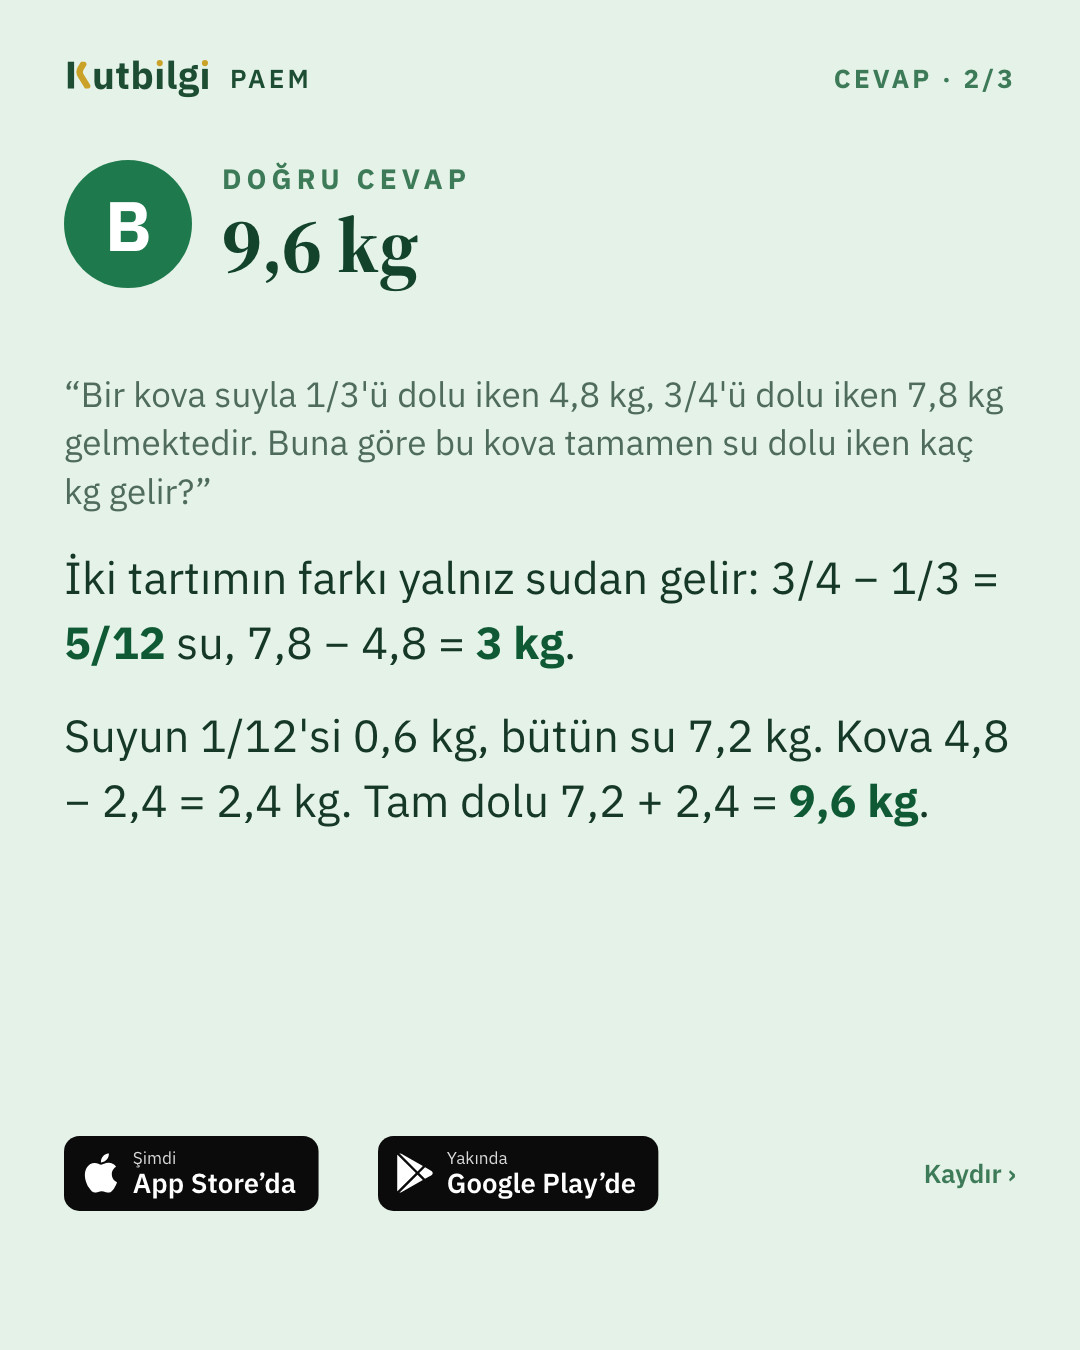 Kutbilgi PAEM
CEVAP · 2/3
B
DOĞRU CEVAP
9,6 kg
“Bir kova suyla 1/3'ü dolu iken 4,8 kg, 3/4'ü dolu iken 7,8 kg
gelmektedir. Buna göre bu kova tamamen su dolu iken kaç
kg gelir?”
İki tartımın farkı yalnız sudan gelir: 3/4 − 1/3 =
5/12 su, 7,8 − 4,8 = 3 kg.
Suyun 1/12'si 0,6 kg, bütün su 7,2 kg. Kova 4,8
− 2,4 = 2,4 kg. Tam dolu 7,2 + 2,4 = 9,6 kg.
Şimdi
App Store’da
Yakında
Google Play’de
Kaydır ›